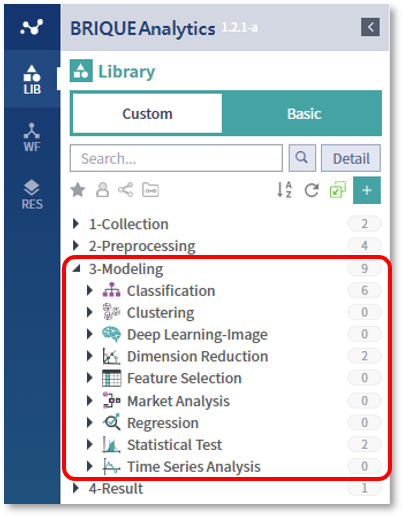 BRIQUE Analytics 1.2.1-a
LIB
WF
RES
Library
Custom
Basic
Search...
Detail
1-Collection 2
2-Preprocessing 4
3-Modeling 9
Classification 6
Clustering 0
Deep Learning-Image 0
Dimension Reduction 2
Feature Selection 0
Market Analysis 0
Regression 0
Statistical Test 2
Time Series Analysis 0
4-Result 1